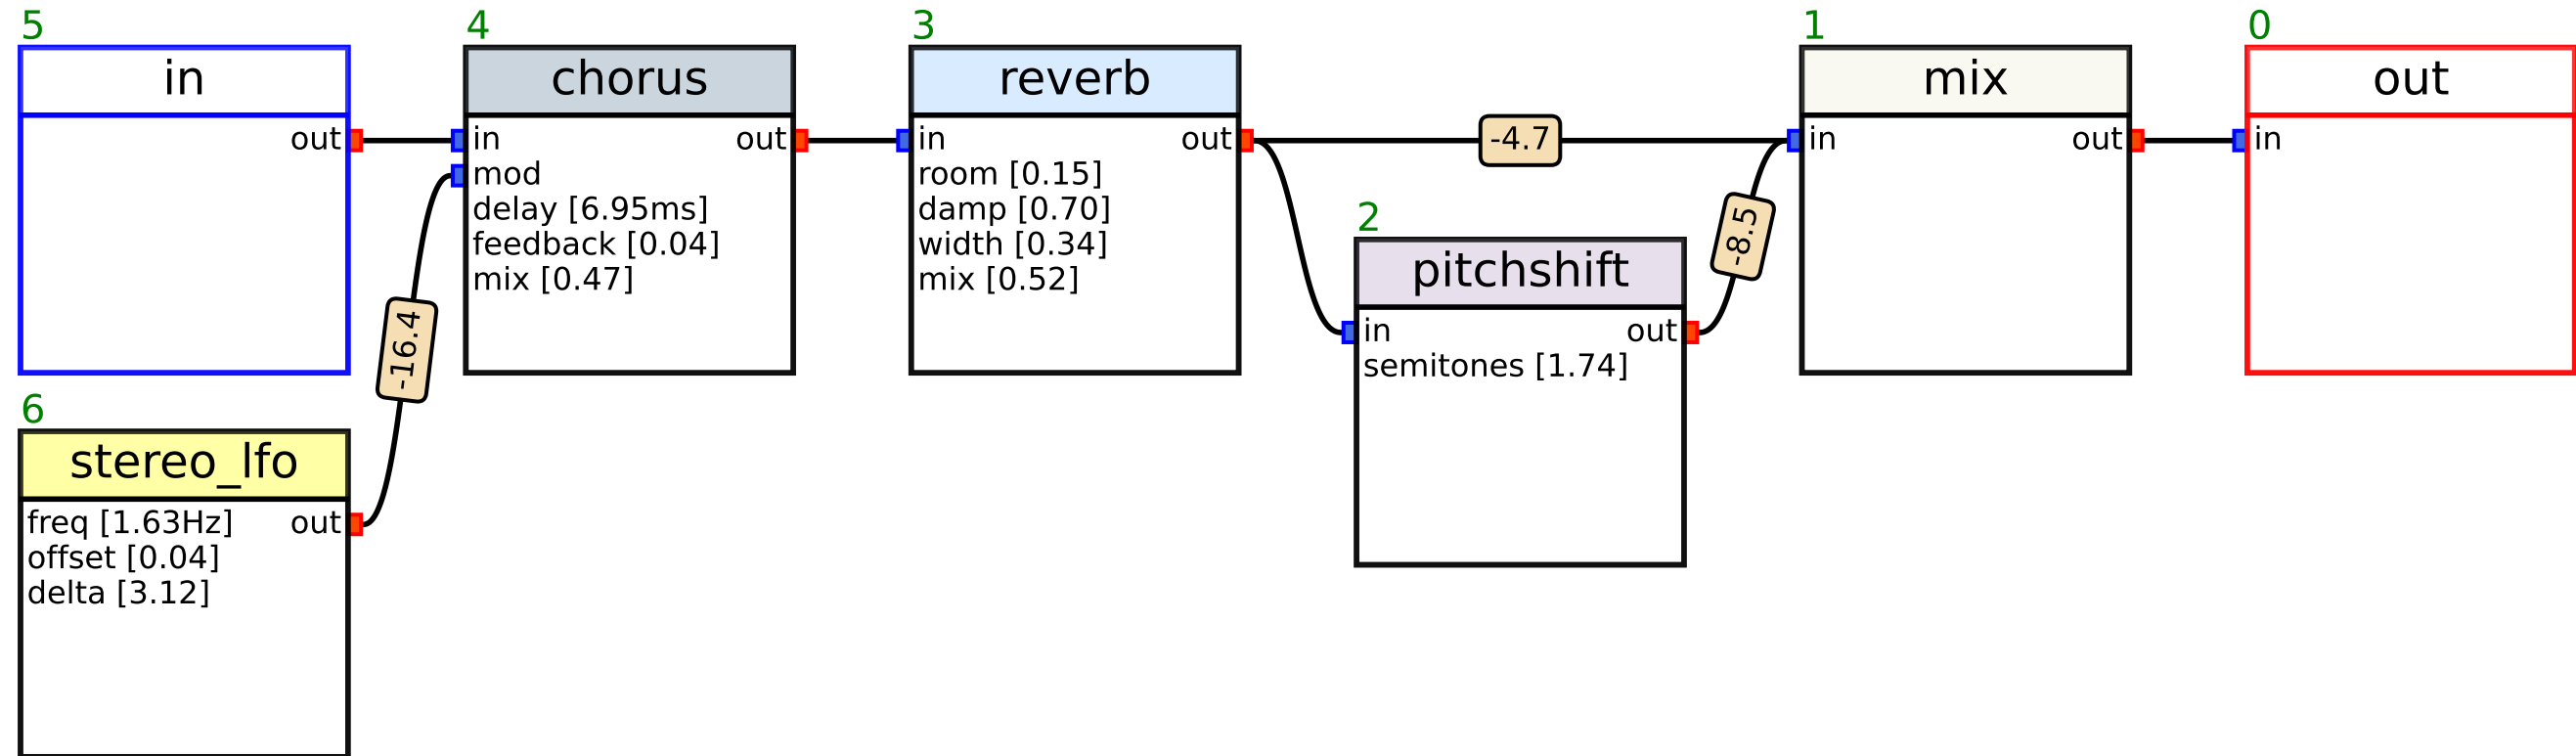 5
in
out
4
chorus
in
out
mod
delay [6.95ms]
feedback [0.04]
mix [0.47]
3
reverb
in
out
room [0.15]
damp [0.70]
width [0.34]
mix [0.52]
-4.7
2
pitchshift
in
out
semitones [1.74]
-8.5
1
mix
in
out
0
out
in
-16.4
6
stereo_lfo
freq [1.63Hz]
out
offset [0.04]
delta [3.12]